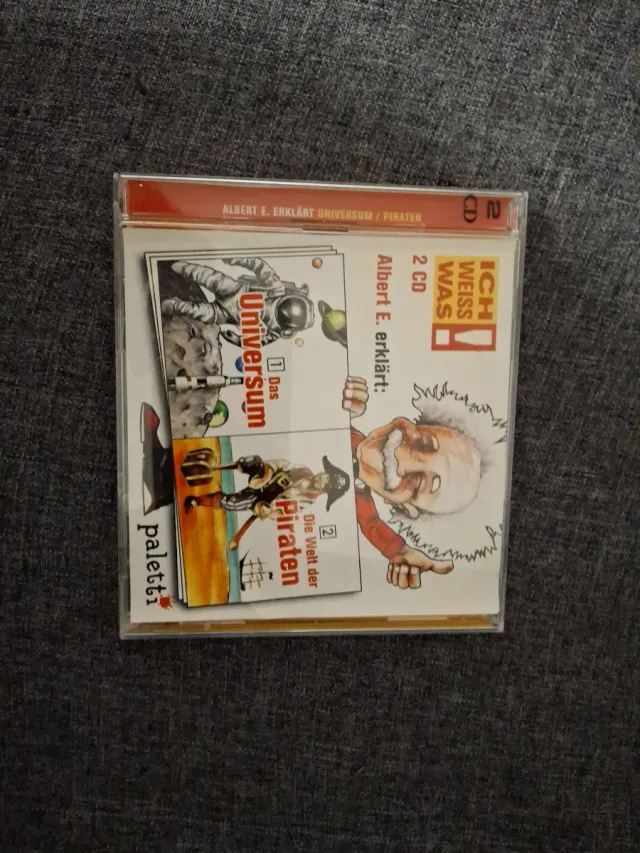 2
CD
ALBERT E. ERKLÄRT UNIVERSUM / PIRATEN
ICH
WEISS
WAS!
2 CD
Albert E. erklärt:
1 Das
Universum
2
Die Welt der
Piraten
paletti